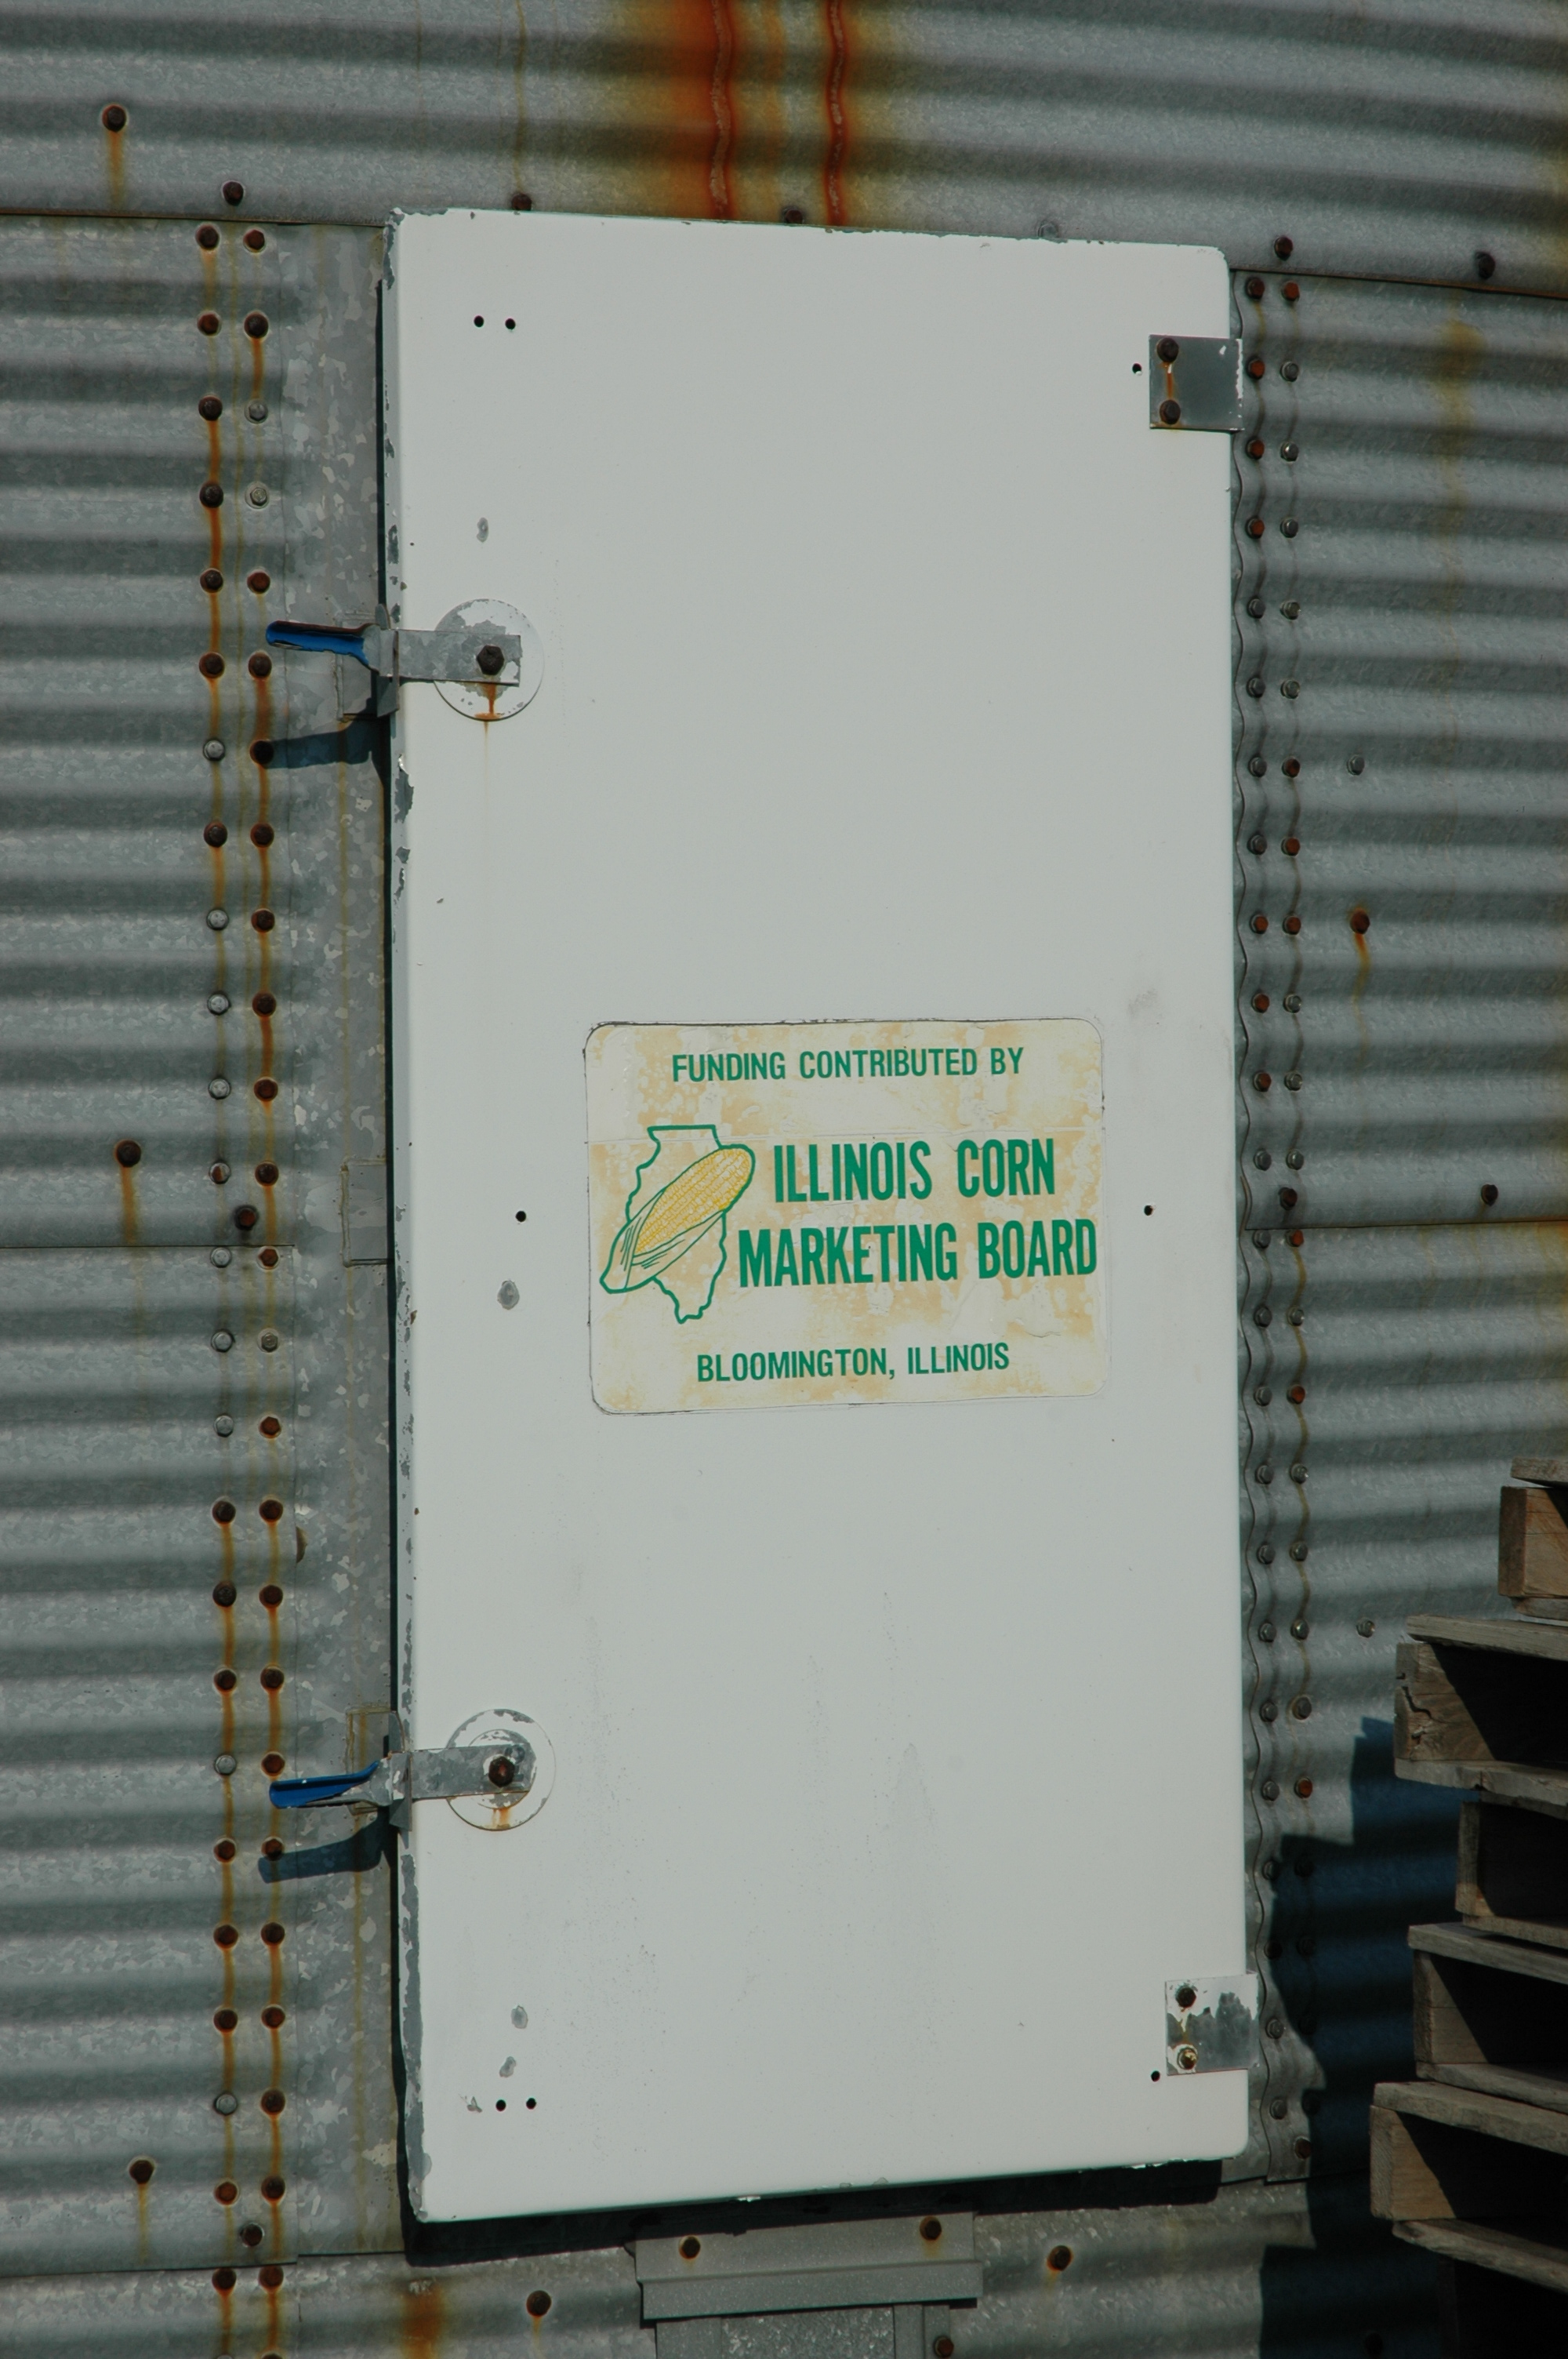 FUNDING CONTRIBUTED BY
ILLINOIS CORN
MARKETING BOARD
BLOOMINGTON, ILLINOIS